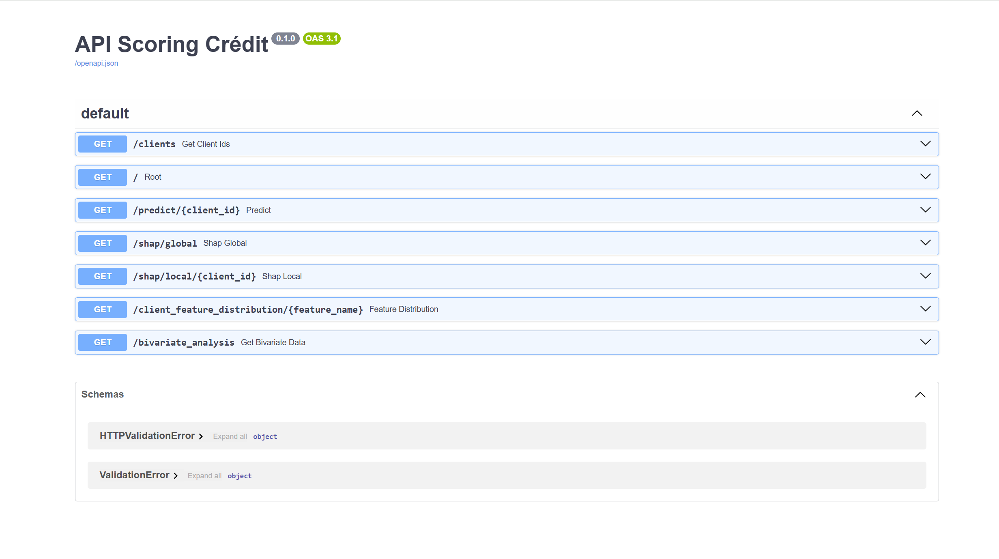 API Scoring Crédit 0.1.0 OAS 3.1
/openapi.json
default
GET /clients Get Client Ids
GET / Root
GET /predict/{client_id} Predict
GET /shap/global Shap Global
GET /shap/local/{client_id} Shap Local
GET /client_feature_distribution/{feature_name} Feature Distribution
GET /bivariate_analysis Get Bivariate Data
Schemas
HTTPValidationError Expand all object
ValidationError Expand all object